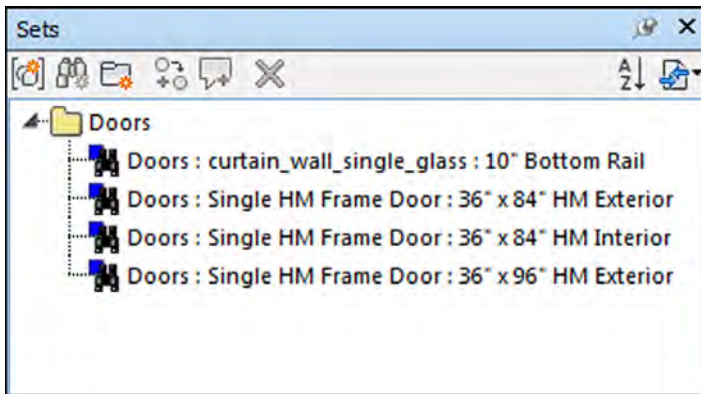 Sets
A
Z
Doors
Doors : curtain_wall_single_glass : 10" Bottom Rail
Doors : Single HM Frame Door : 36" x 84" HM Exterior
Doors : Single HM Frame Door : 36" x 84" HM Interior
Doors : Single HM Frame Door : 36" x 96" HM Exterior